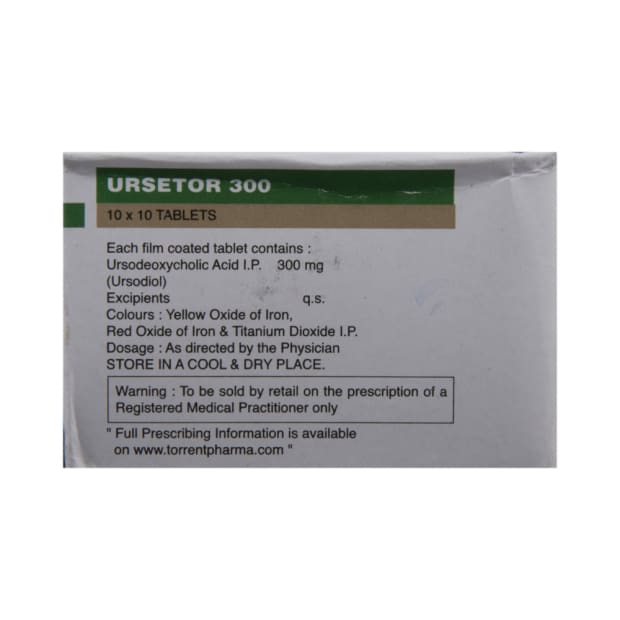 URSETOR 300
10 x 10 TABLETS
Each film coated tablet contains :
Ursodeoxycholic Acid I.P. 300 mg
(Ursodiol)
Excipients q.s.
Colours : Yellow Oxide of Iron,
Red Oxide of Iron & Titanium Dioxide I.P.
Dosage : As directed by the Physician
STORE IN A COOL & DRY PLACE.
Warning : To be sold by retail on the prescription of a
Registered Medical Practitioner only
" Full Prescribing Information is available
on www.torrentpharma.com "